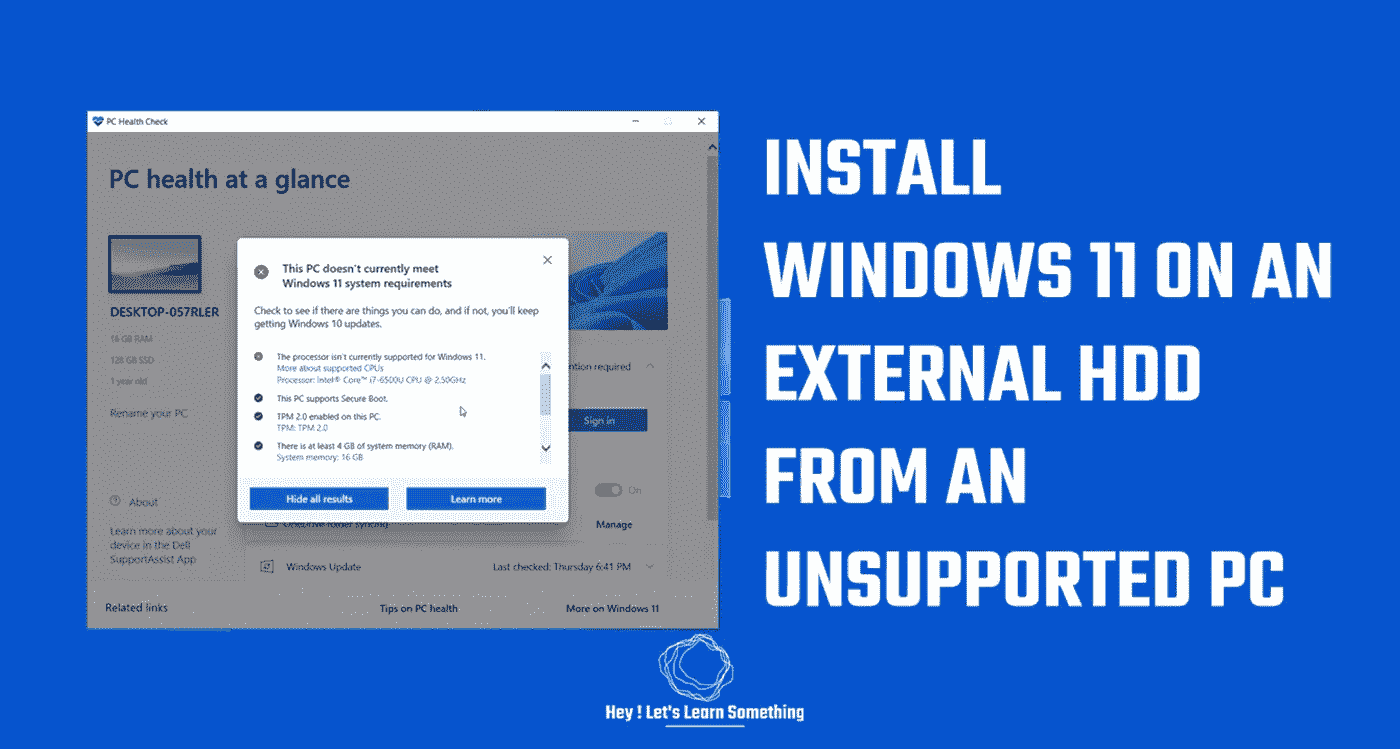 PC Health Check
PC health at a glance
DESKTOP-057RLER
16 GB RAM
128 GB SSD
1 year old
Rename your PC
About
Learn more about your
device in the Dell
SupportAssist App
Related links
This PC doesn't currently meet
Windows 11 system requirements
Check to see if there are things you can do, and if not, you'll keep
getting Windows 10 updates.
The processor isn't currently supported for Windows 11.
More about supported CPUs
Processor: Intel® Core™ i7-6500U CPU @ 2.50GHz
This PC supports Secure Boot.
TPM 2.0 enabled on this PC.
TPM: TPM 2.0
There is at least 4 GB of system memory (RAM).
System memory: 16 GB
Hide all results
Learn more
required
Sign in
On
OneDrive folder syncing
Manage
Windows Update
Last checked: Thursday 6:41 PM
Tips on PC health
More on Windows 11
INSTALL
WINDOWS 11 ON AN
EXTERNAL HDD
FROM AN
UNSUPPORTED PC
Hey ! Let's Learn Something